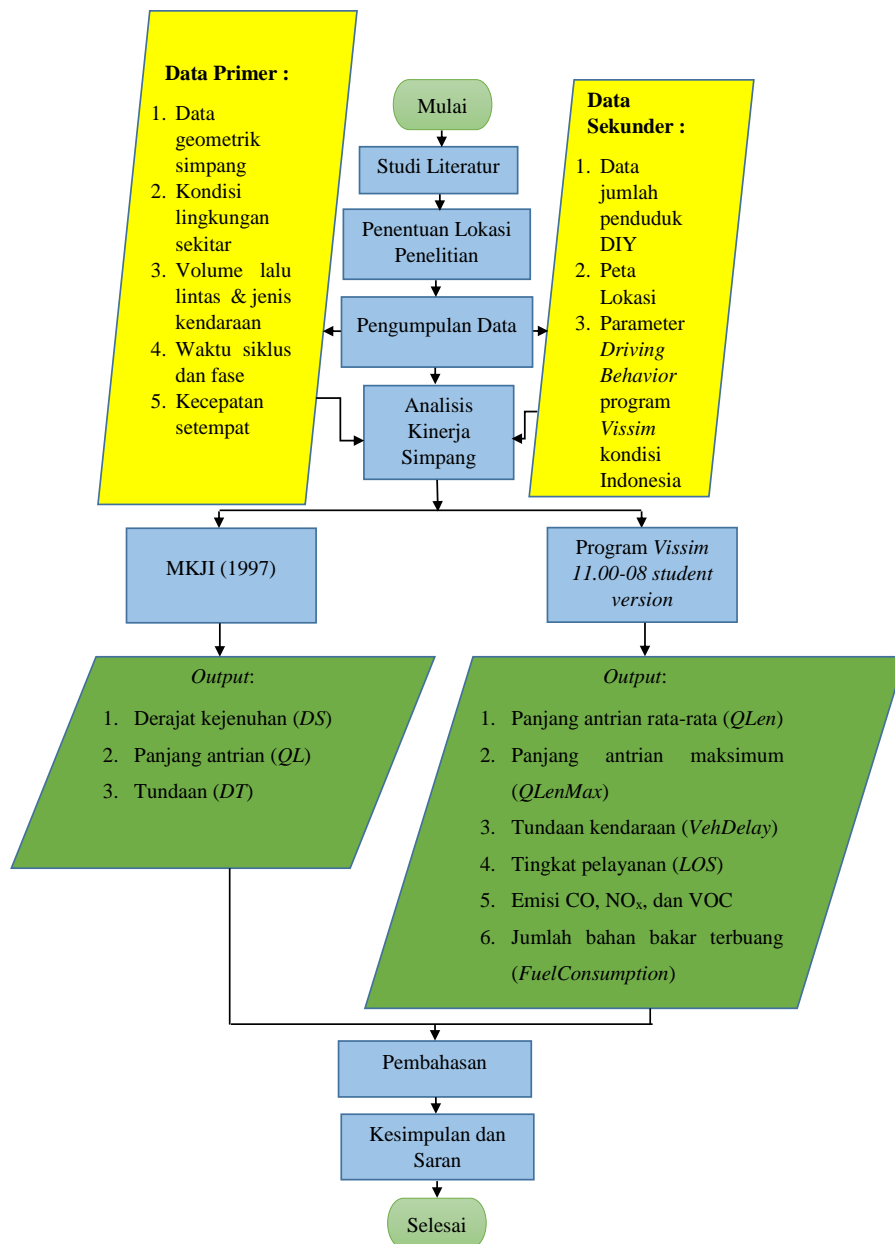 Mulai
Studi Literatur
Penentuan Lokasi
Penelitian
Pengumpulan Data
Data Primer :
1. Data
geometrik
simpang
2. Kondisi
lingkungan
sekitar
3. Volume lalu
lintas & jenis
kendaraan
4. Waktu siklus
dan fase
5. Kecepatan
setempat
Data
Sekunder :
1. Data
jumlah
penduduk
DIY
2. Peta
Lokasi
3. Parameter
Driving
Behavior
program
Vissim
kondisi
Indonesia
Analisis
Kinerja
Simpang
MKJI (1997)
Program Vissim
11.00-08 student
version
Output:
1. Derajat kejenuhan (DS)
2. Panjang antrian (QL)
3. Tundaan (DT)
Output:
1. Panjang antrian rata-rata (QLen)
2. Panjang antrian maksimum
(QLenMax)
3. Tundaan kendaraan (VehDelay)
4. Tingkat pelayanan (LOS)
5. Emisi CO, NOₓ, dan VOC
6. Jumlah bahan bakar terbuang
(FuelConsumption)
Pembahasan
Kesimpulan dan
Saran
Selesai